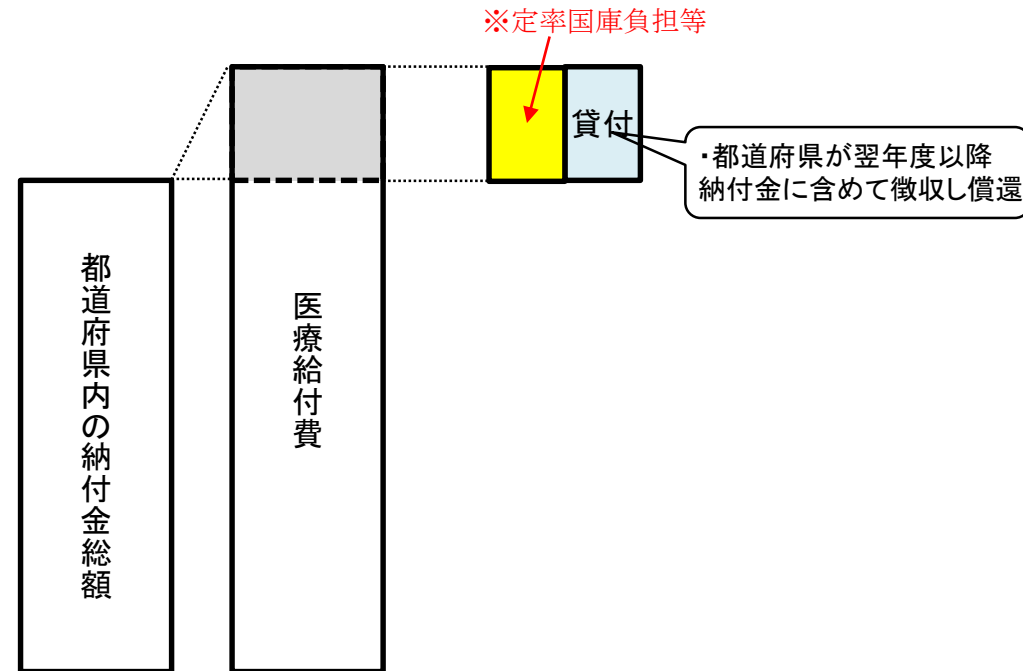 ※定率国庫負担等
貸付
・都道府県が翌年度以降
納付金に含めて徴収し償還
都道府県内の納付金総額
医療給付費